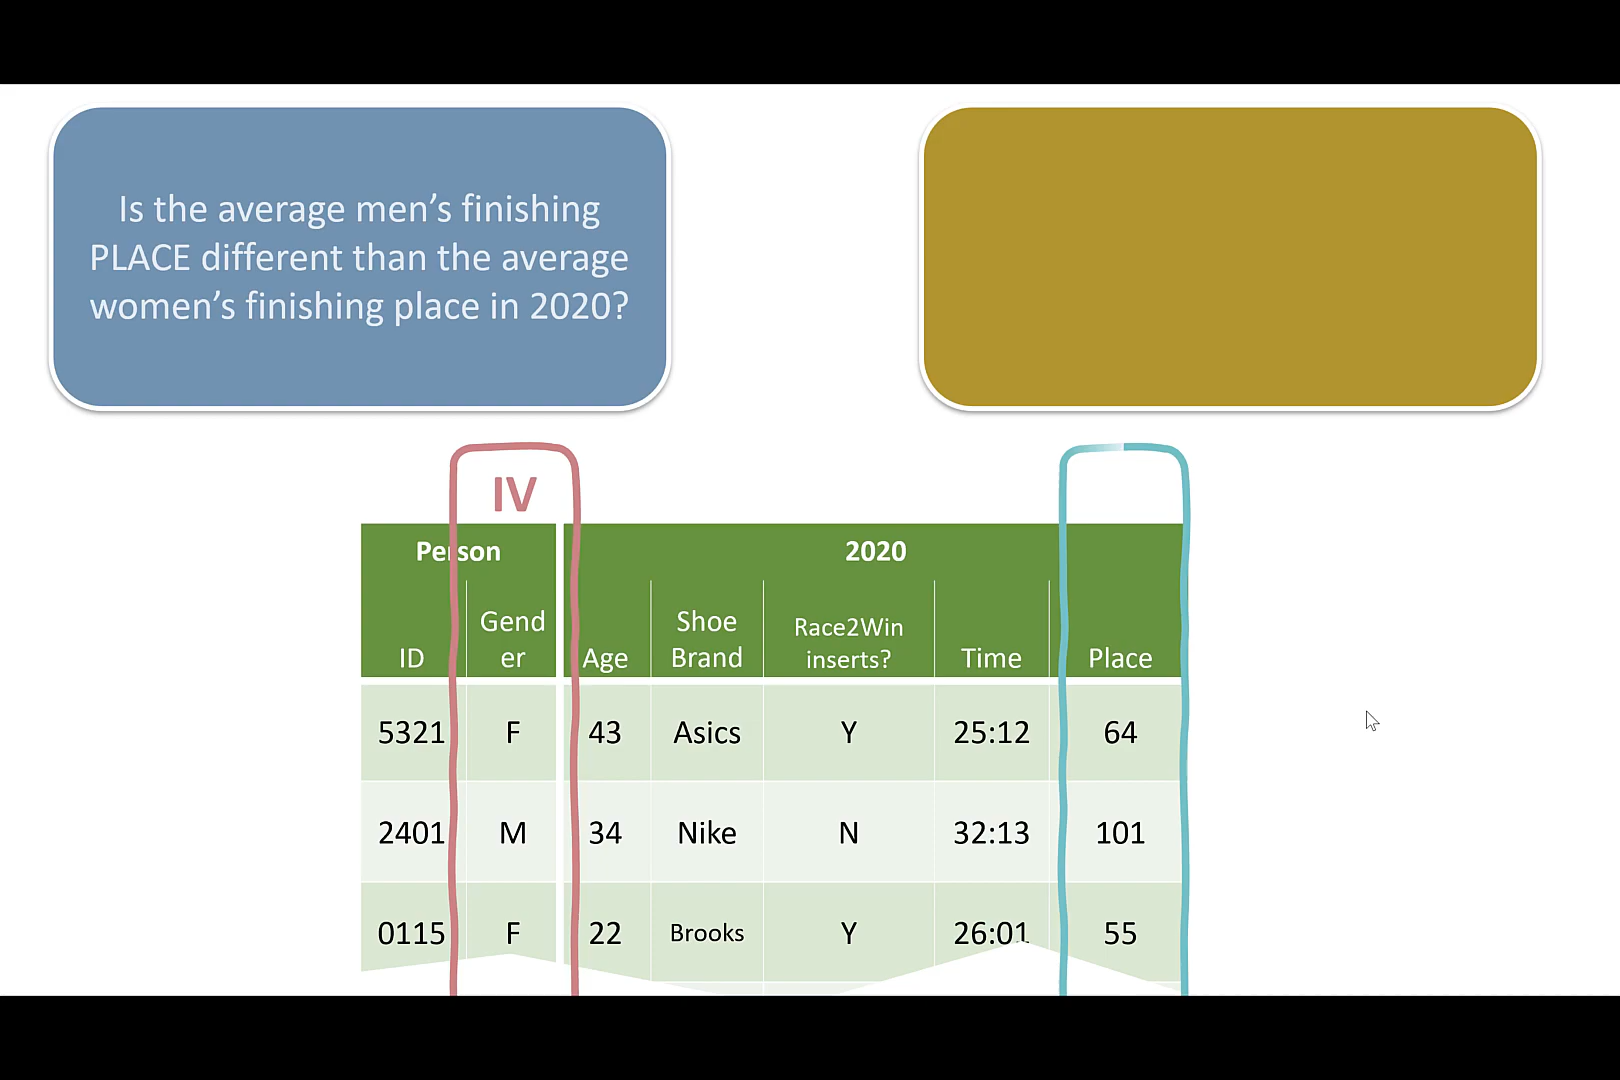 Is the average men’s finishing
PLACE different than the average
women’s finishing place in 2020?
IV
Person 2020
ID Gend
er Age Shoe
Brand Race2Win
inserts? Time Place
5321 F 43 Asics Y 25:12 64
2401 M 34 Nike N 32:13 101
0115 F 22 Brooks Y 26:01 55